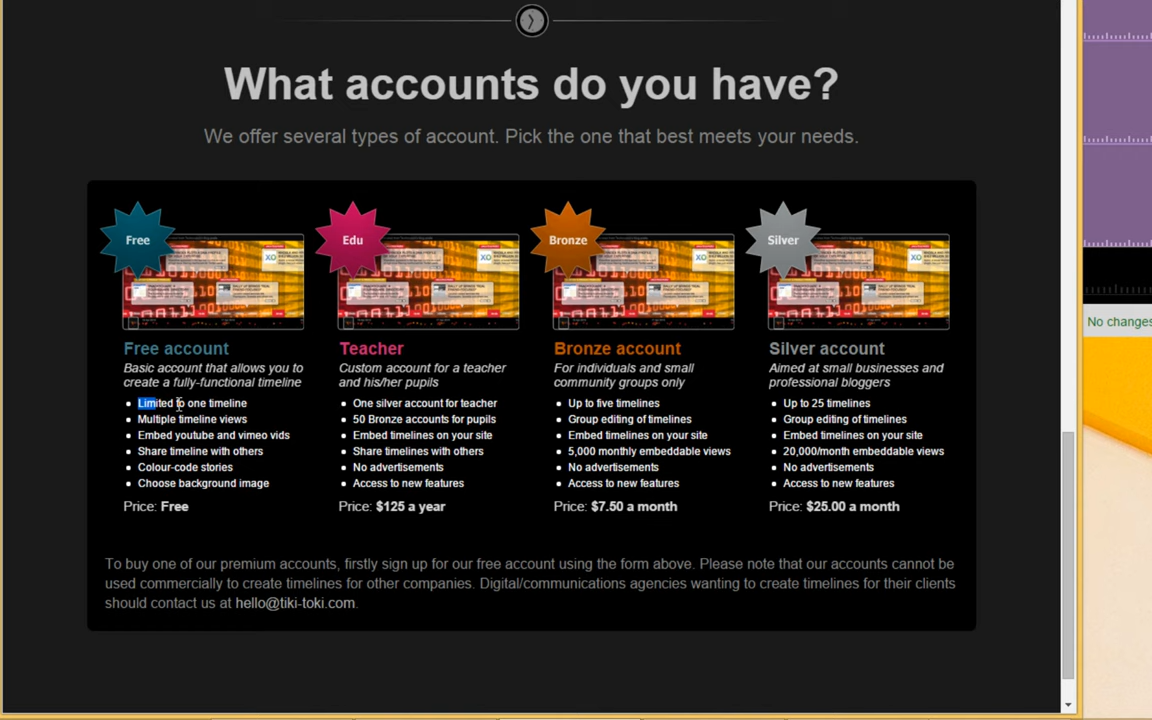 What accounts do you have?
We offer several types of account. Pick the one that best meets your needs.
Free
Edu
Bronze
Silver
Free account
Basic account that allows you to
create a fully-functional timeline
Limited to one timeline
Multiple timeline views
Embed youtube and vimeo vids
Share timeline with others
Colour-code stories
Choose background image
Price: Free
Teacher
Custom account for a teacher
and his/her pupils
One silver account for teacher
50 Bronze accounts for pupils
Embed timelines on your site
Share timelines with others
No advertisements
Access to new features
Price: $125 a year
Bronze account
For individuals and small
community groups only
Up to five timelines
Group editing of timelines
Embed timelines on your site
5,000 monthly embeddable views
No advertisements
Access to new features
Price: $7.50 a month
Silver account
Aimed at small businesses and
professional bloggers
Up to 25 timelines
Group editing of timelines
Embed timelines on your site
20,000/month embeddable views
No advertisements
Access to new features
Price: $25.00 a month
To buy one of our premium accounts, firstly sign up for our free account using the form above. Please note that our accounts cannot be
used commercially to create timelines for other companies. Digital/communications agencies wanting to create timelines for their clients
should contact us at hello@tiki-toki.com.
No changes